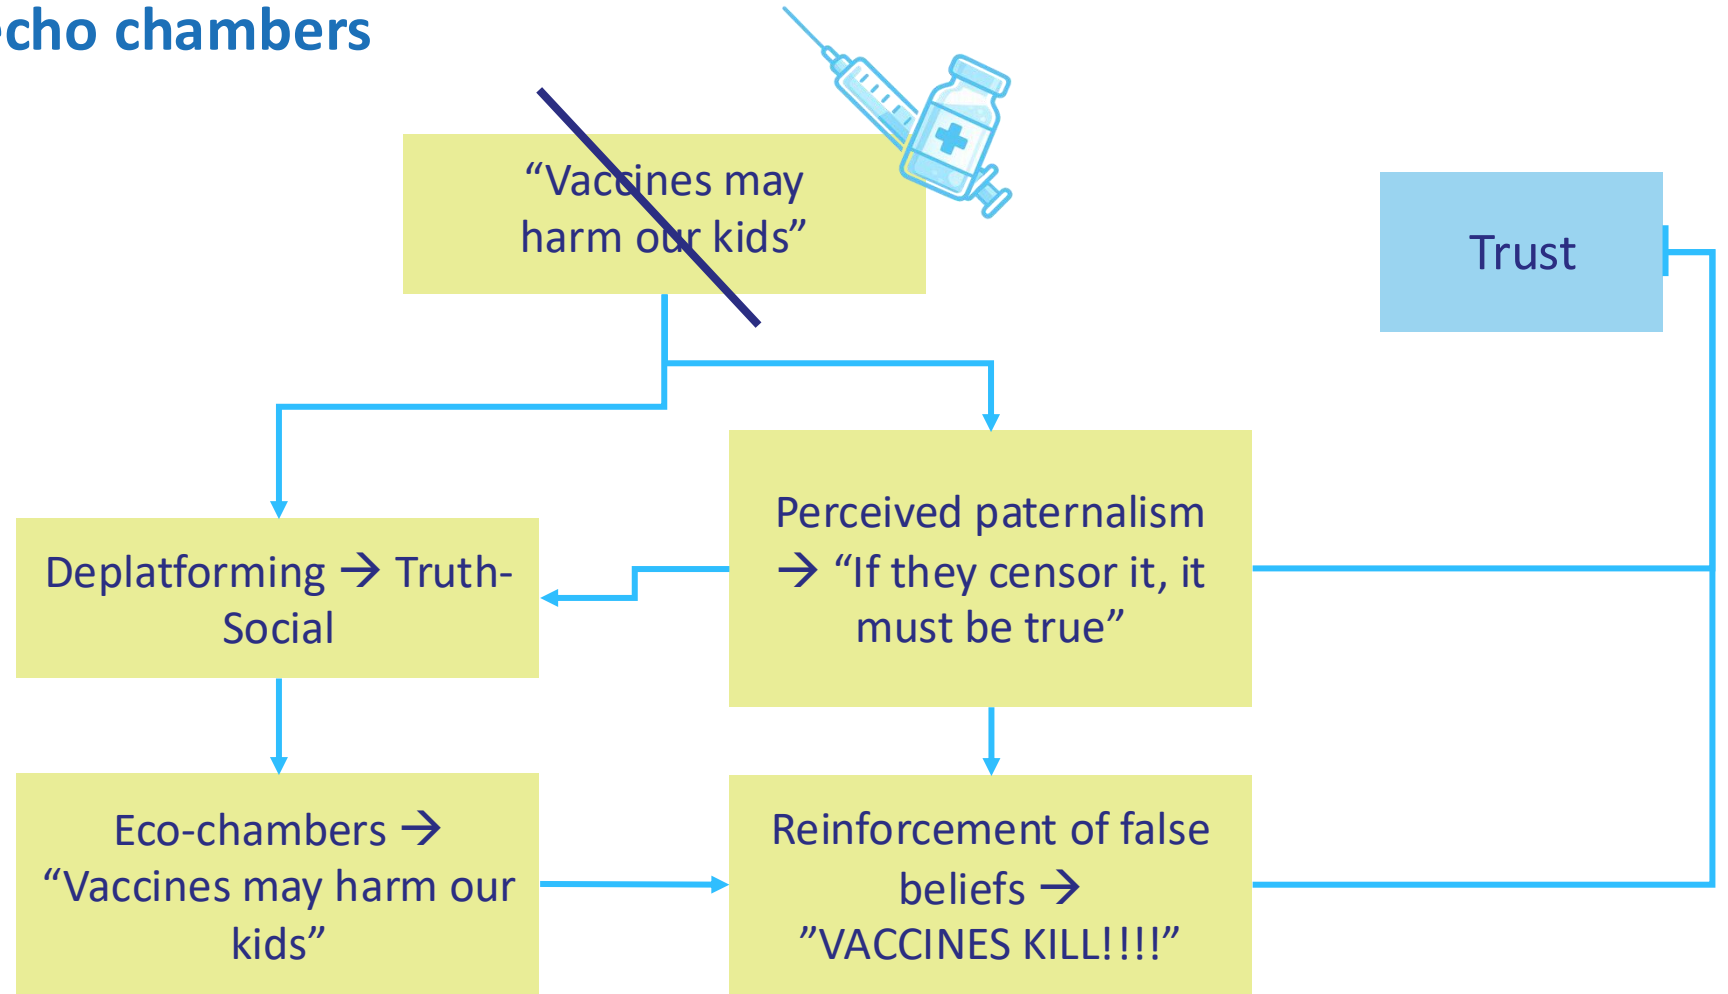 echo chambers
“Vaccines may
harm our kids”
Trust
Perceived paternalism
→ “If they censor it, it
must be true”
Deplatforming → Truth-
Social
Eco-chambers →
“Vaccines may harm our
kids”
Reinforcement of false
beliefs →
”VACCINES KILL!!!!”